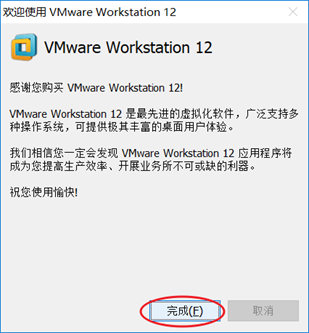 欢迎使用 VMware Workstation 12
VMware Workstation 12
感谢您购买 VMware Workstation 12!
VMware Workstation 12 是最先进的虚拟化软件，广泛支持多
种操作系统，可提供极其丰富的桌面用户体验。
我们相信您一定会发现 VMware Workstation 12 应用程序将
成为您提高生产效率、开展业务所不可或缺的利器。
祝您使用愉快!
完成(F)
取消